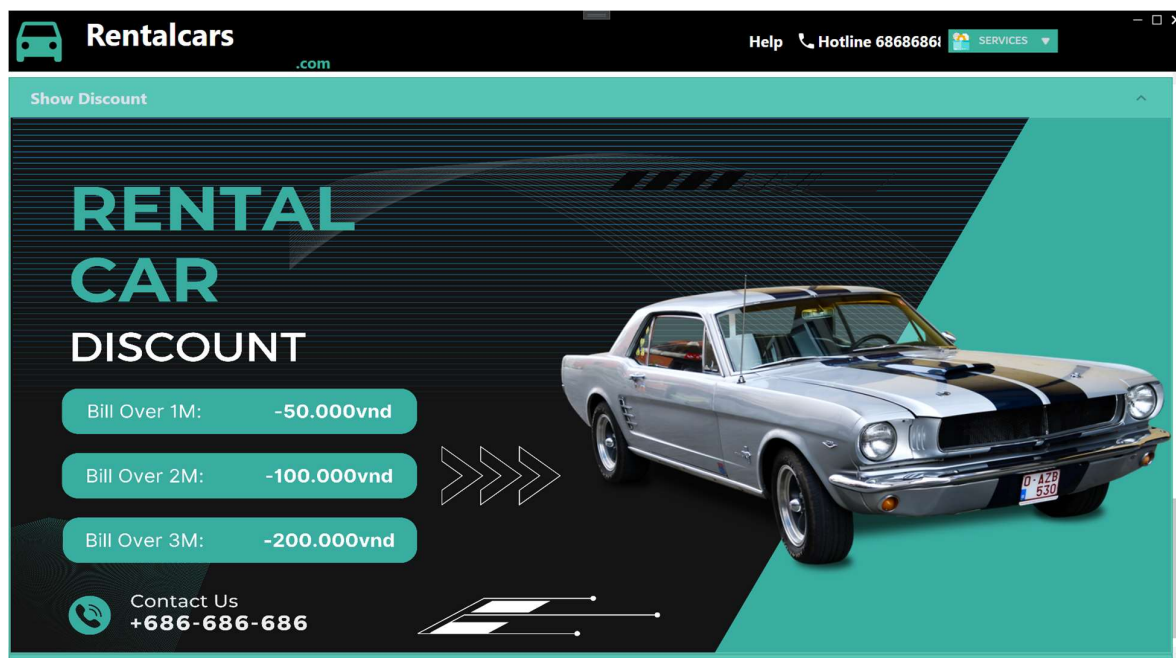 Rentalcars
.com
Help Hotline 6868686 SERVICES
Show Discount
RENTAL
CAR
DISCOUNT
Bill Over 1M: -50.000vnd
Bill Over 2M: -100.000vnd
Bill Over 3M: -200.000vnd
O-AZB
530
Contact Us
+686-686-686